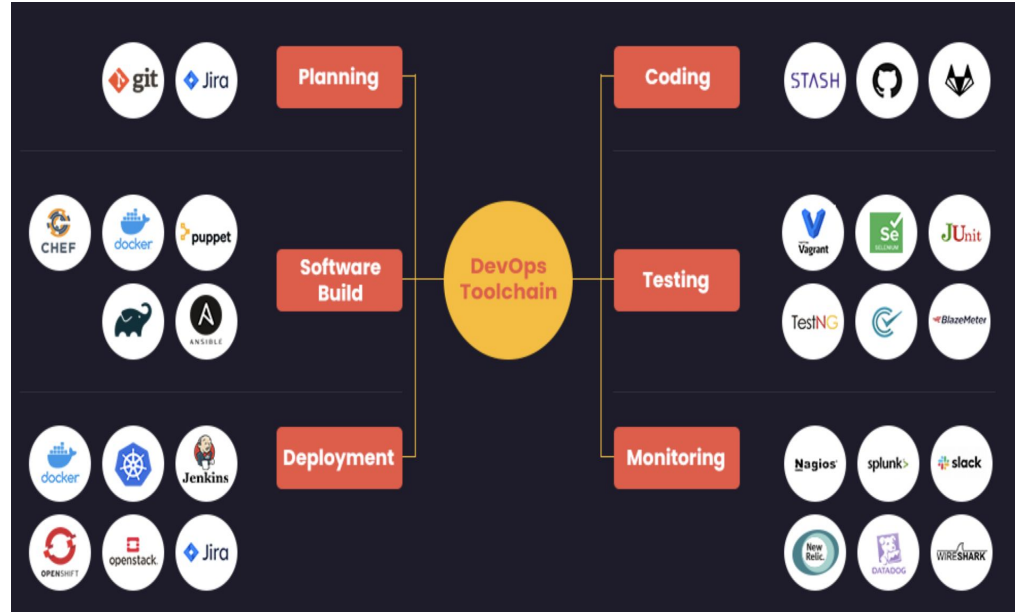 git
Jira
Planning
Coding
STASH
CHEF
docker
puppet
Software
Build
ANSIBLE
DevOps
Toolchain
Testing
Vagrant
Se
SELENIUM
JUnit
TestNG
BlazeMeter
docker
Jenkins
Deployment
OPENSHIFT
openstack.
Jira
Monitoring
Nagios
splunk>
slack
New
Relic.
DATADOG
WIRESHARK